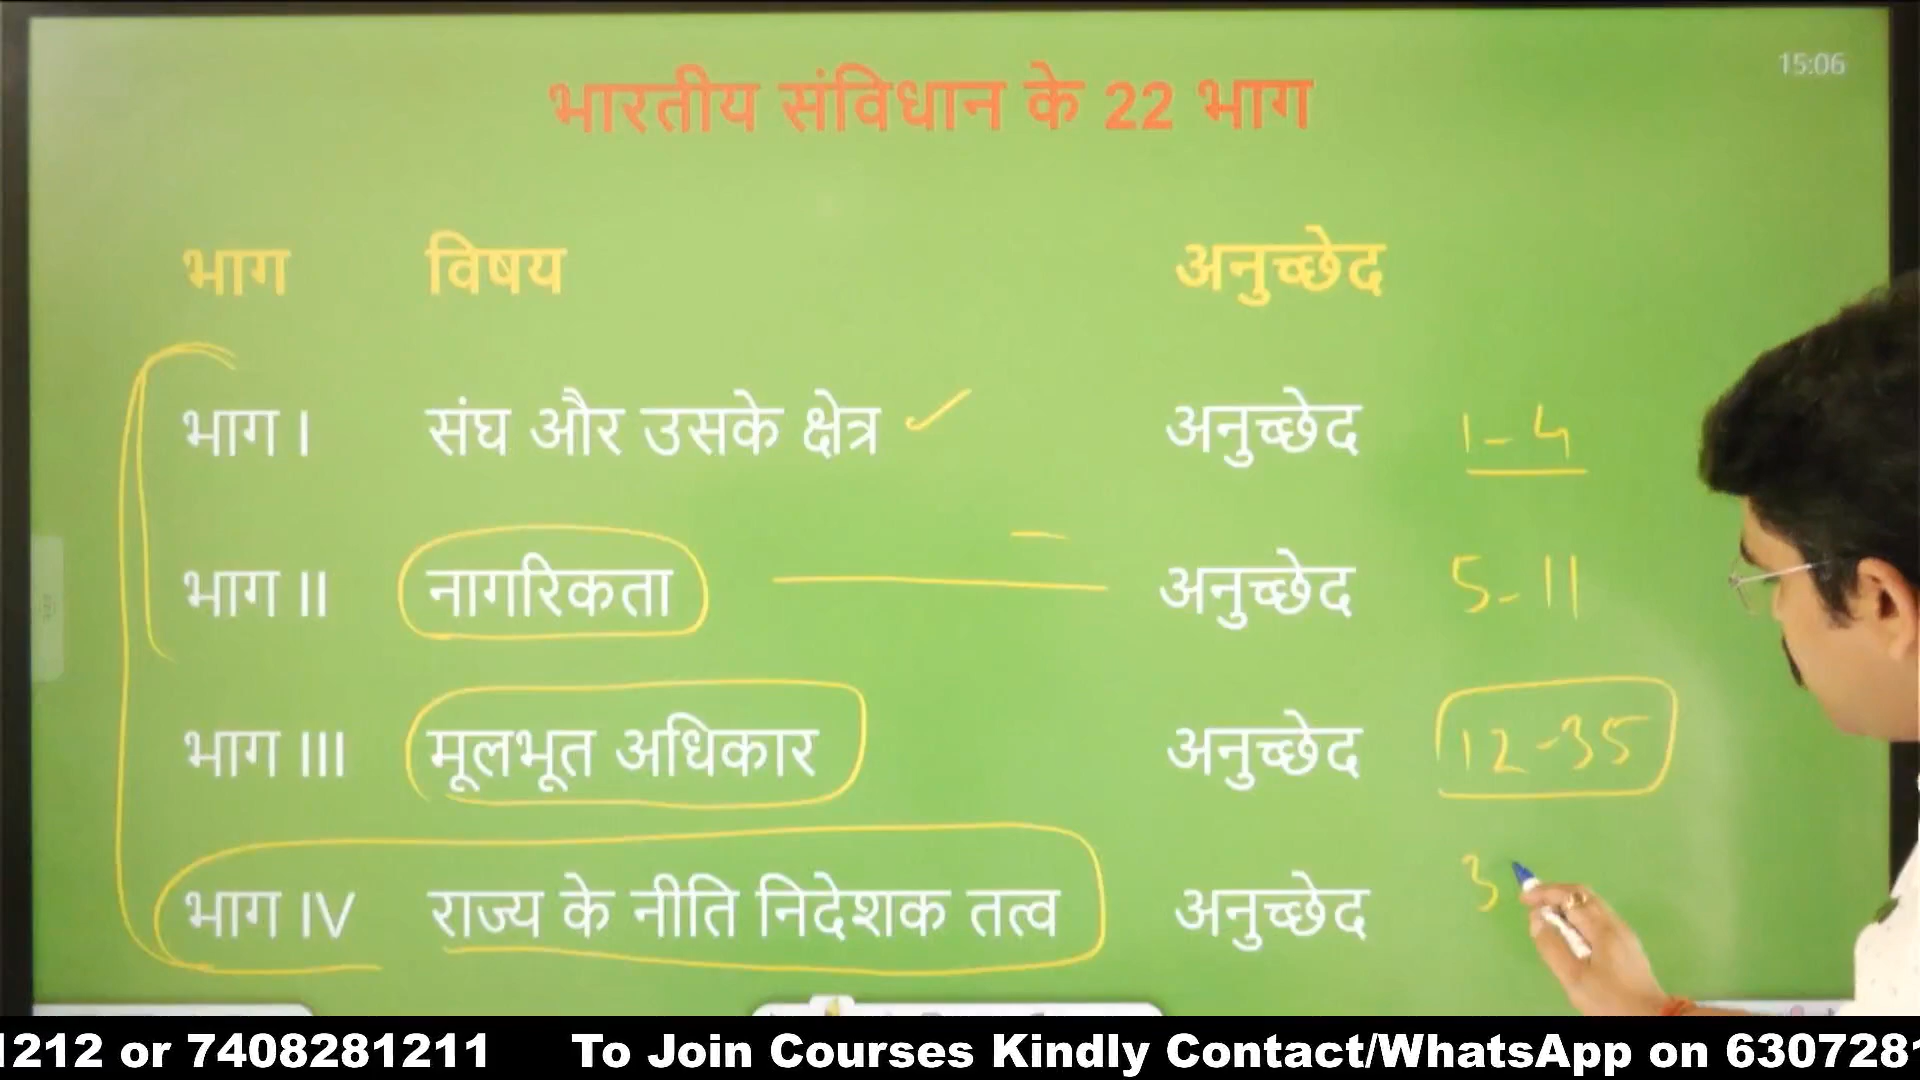 15:06
भारतीय संविधान के 22 भाग
भाग विषय अनुच्छेद
भाग I संघ और उसके क्षेत्र अनुच्छेद 1-4
भाग II नागरिकता अनुच्छेद 5-11
भाग III मूलभूत अधिकार अनुच्छेद 12-35
भाग IV राज्य के नीति निदेशक तत्व अनुच्छेद 3
1212 or 7408281211 To Join Courses Kindly Contact/WhatsApp on 630728